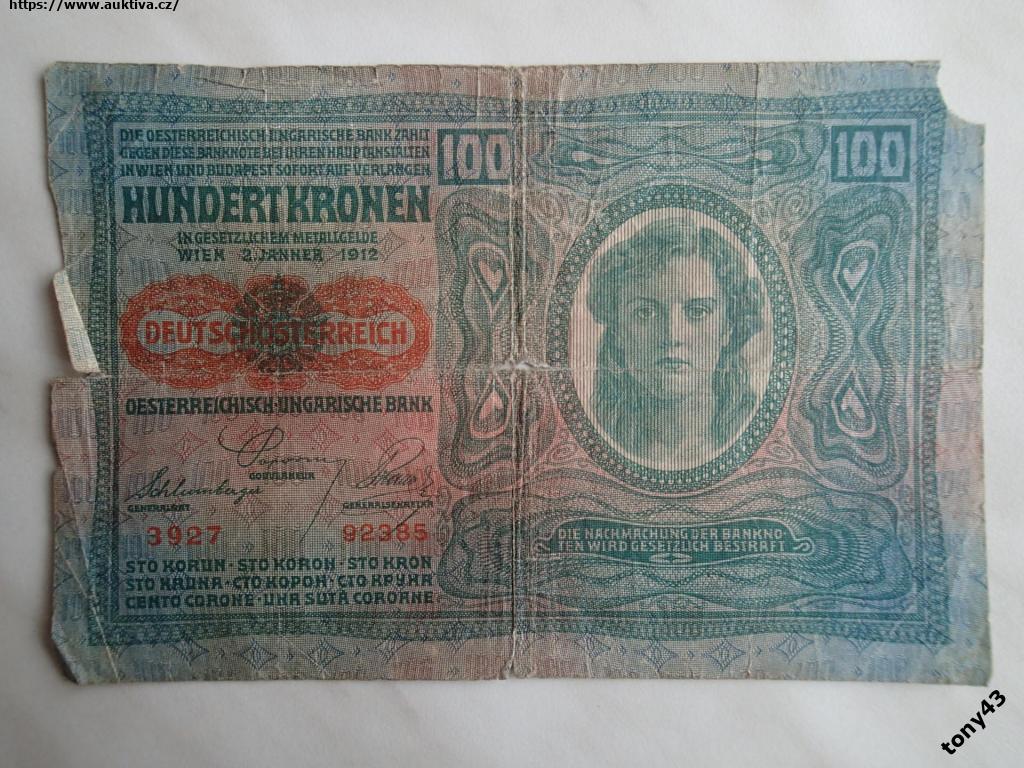 https://www.auktiva.cz/
DIE OESTERREICHISCH-UNGARISCHE BANK ZAHLT
GEGEN DIESE BANKNOTE BEI IHREN HAUPTANSTALTEN
IN WIEN UND BUDAPEST SOFORT AUF VERLANGEN
100
100
HUNDERT KRONEN
IN GESETZLICHEM METALLGELDE
WIEN 2. JÄNNER 1912
DEUTSCHÖSTERREICH
OESTERREICHISCH-UNGARISCHE BANK
GOUVERNEUR
Schlumberger
GENERALRAT
GENERALSEKRETÄR
3927
92385
DIE NACHMACHUNG DER BANKNO-
TEN WIRD GESETZLICH BESTRAFT
STO KORUN · STO KORON · STO KRON
STO KRUNA · СТО КОРОН · СТО КРУНА
CENTO CORONE · UNA SUTĂ COROANE
tony43